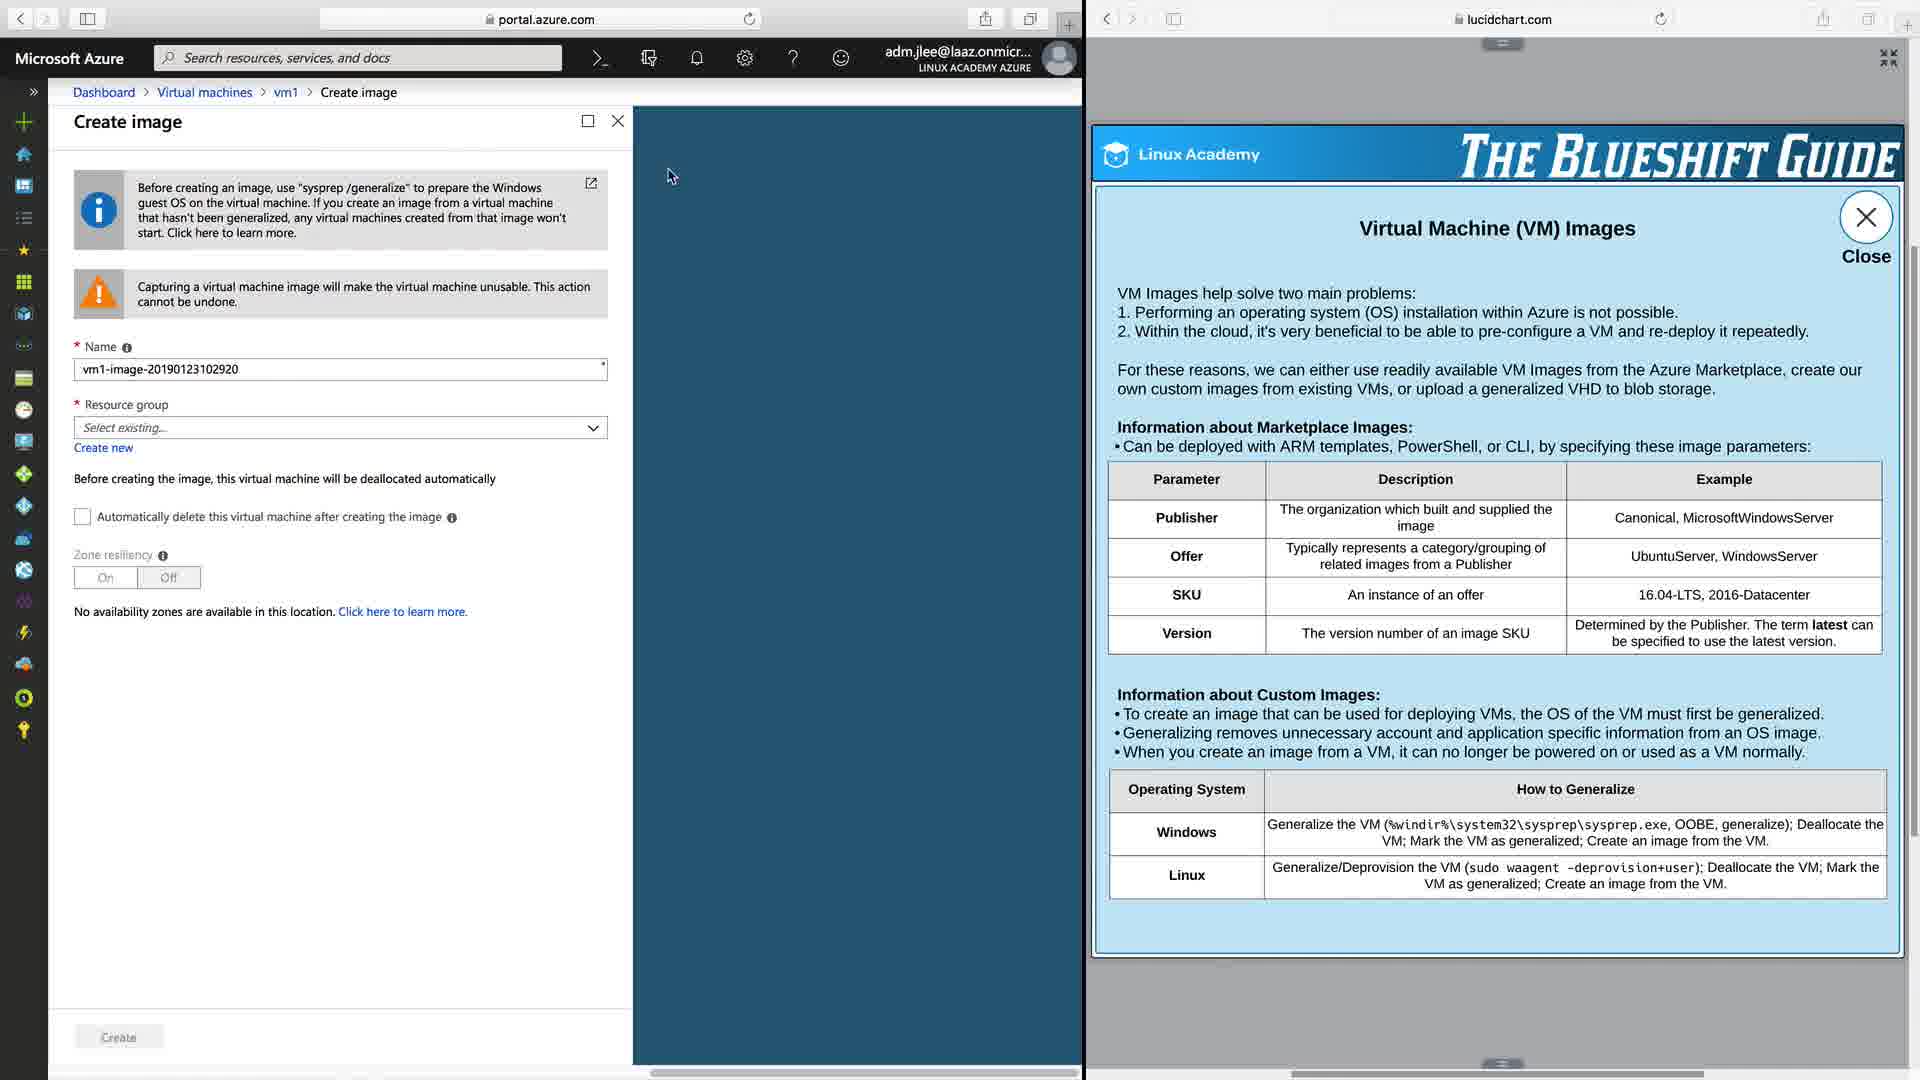 portal.azure.com
Microsoft Azure
Search resources, services, and docs
adm.jlee@laaz.onmicr...
LINUX ACADEMY AZURE
Dashboard > Virtual machines > vm1 > Create image
Create image
Before creating an image, use "sysprep /generalize" to prepare the Windows
guest OS on the virtual machine. If you create an image from a virtual machine
that hasn't been generalized, any virtual machines created from that image won't
start. Click here to learn more.
Capturing a virtual machine image will make the virtual machine unusable. This action
cannot be undone.
* Name
vm1-image-20190123102920
* Resource group
Select existing...
Create new
Before creating the image, this virtual machine will be deallocated automatically
Automatically delete this virtual machine after creating the image
Zone resiliency
On Off
No availability zones are available in this location. Click here to learn more.
Create
lucidchart.com
Linux Academy
THE BLUESHIFT GUIDE
Virtual Machine (VM) Images
Close
VM Images help solve two main problems:
1. Performing an operating system (OS) installation within Azure is not possible.
2. Within the cloud, it's very beneficial to be able to pre-configure a VM and re-deploy it repeatedly.
For these reasons, we can either use readily available VM Images from the Azure Marketplace, create our
own custom images from existing VMs, or upload a generalized VHD to blob storage.
Information about Marketplace Images:
• Can be deployed with ARM templates, PowerShell, or CLI, by specifying these image parameters:
Parameter Description Example
Publisher The organization which built and supplied the
image Canonical, MicrosoftWindowsServer
Offer Typically represents a category/grouping of
related images from a Publisher UbuntuServer, WindowsServer
SKU An instance of an offer 16.04-LTS, 2016-Datacenter
Version The version number of an image SKU Determined by the Publisher. The term latest can
be specified to use the latest version.
Information about Custom Images:
• To create an image that can be used for deploying VMs, the OS of the VM must first be generalized.
• Generalizing removes unnecessary account and application specific information from an OS image.
• When you create an image from a VM, it can no longer be powered on or used as a VM normally.
Operating System How to Generalize
Windows Generalize the VM (%windir%\system32\sysprep\sysprep.exe, OOBE, generalize); Deallocate the
VM; Mark the VM as generalized; Create an image from the VM.
Linux Generalize/Deprovision the VM (sudo waagent -deprovision+user); Deallocate the VM; Mark the
VM as generalized; Create an image from the VM.